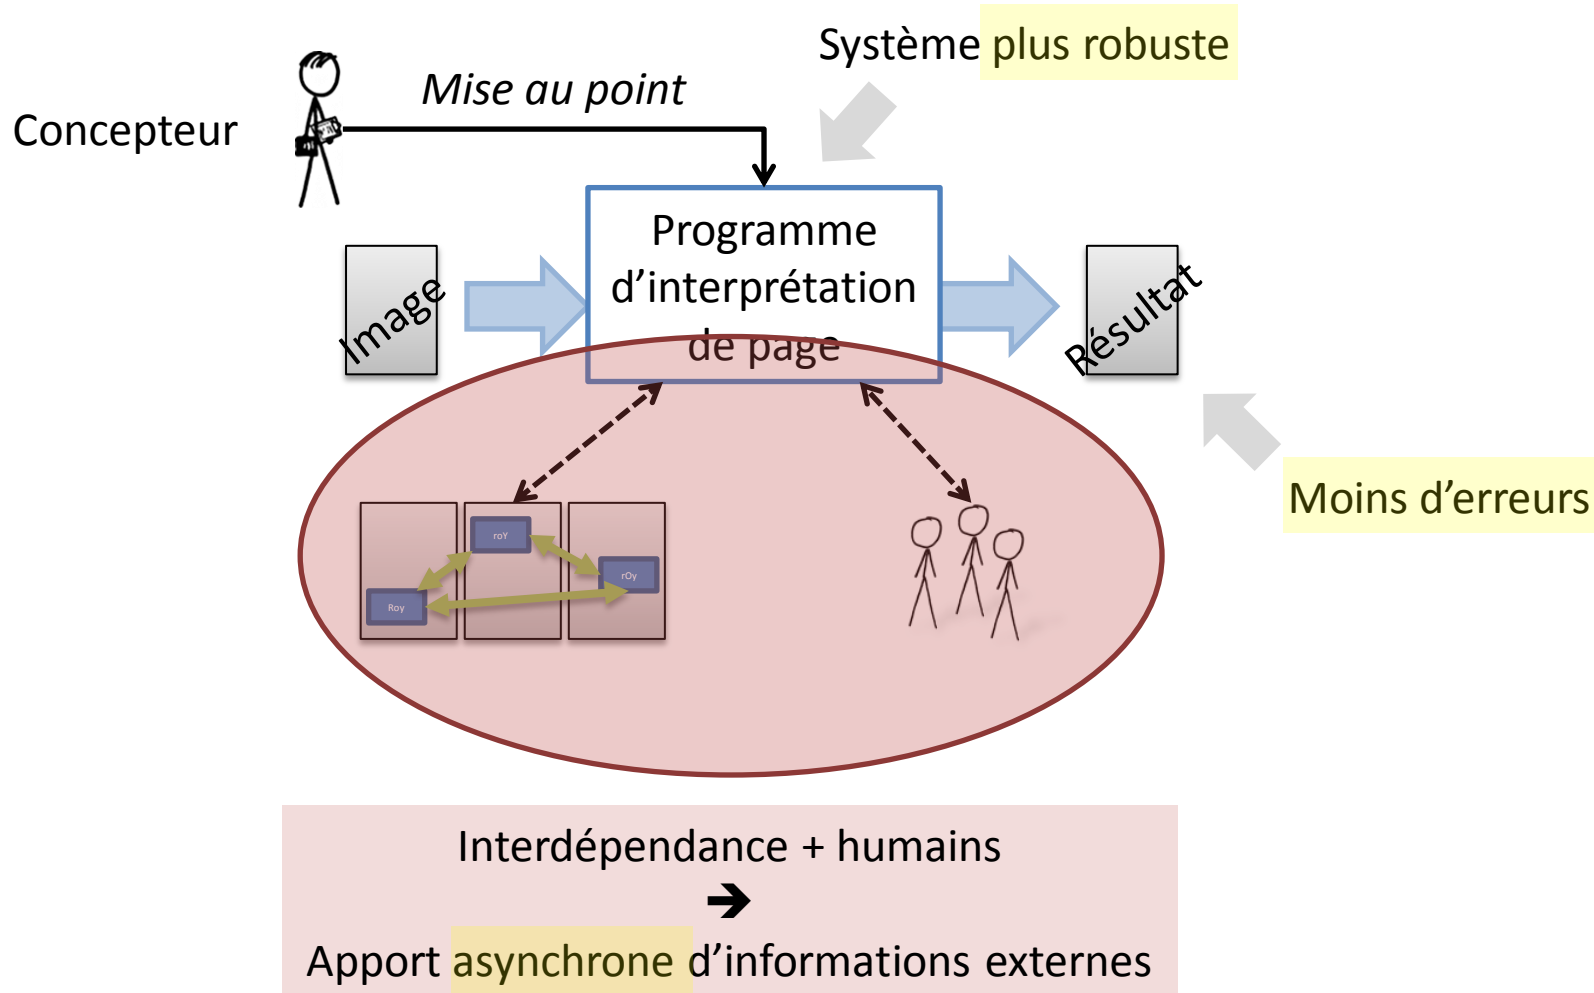 Système plus robuste
Mise au point
Concepteur
Programme
d’interprétation
de page
Image
Résultat
Moins d’erreurs
roY
rOy
Roy
Interdépendance + humains
➔
Apport asynchrone d’informations externes